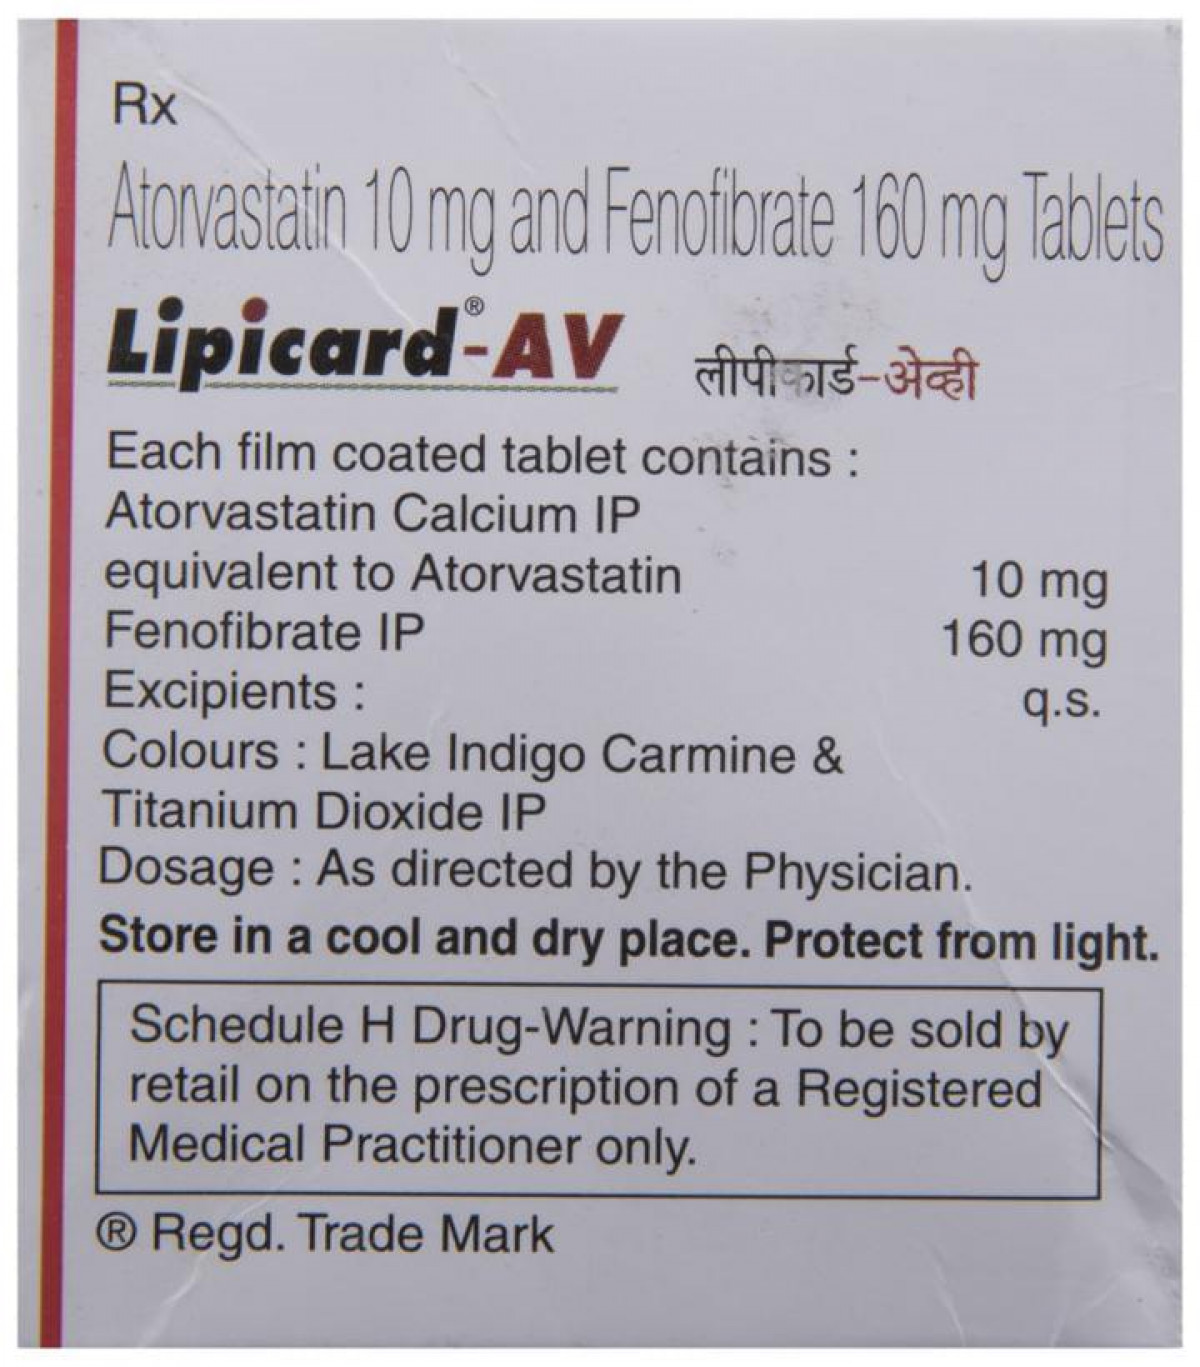 Rx
Atorvastatin 10 mg and Fenofibrate 160 mg Tablets
Lipicard®-AV लीपीकार्ड-अेव्ही
Each film coated tablet contains :
Atorvastatin Calcium IP
equivalent to Atorvastatin 10 mg
Fenofibrate IP 160 mg
Excipients : q.s.
Colours : Lake Indigo Carmine &
Titanium Dioxide IP
Dosage : As directed by the Physician.
Store in a cool and dry place. Protect from light.
Schedule H Drug-Warning : To be sold by
retail on the prescription of a Registered
Medical Practitioner only.
® Regd. Trade Mark